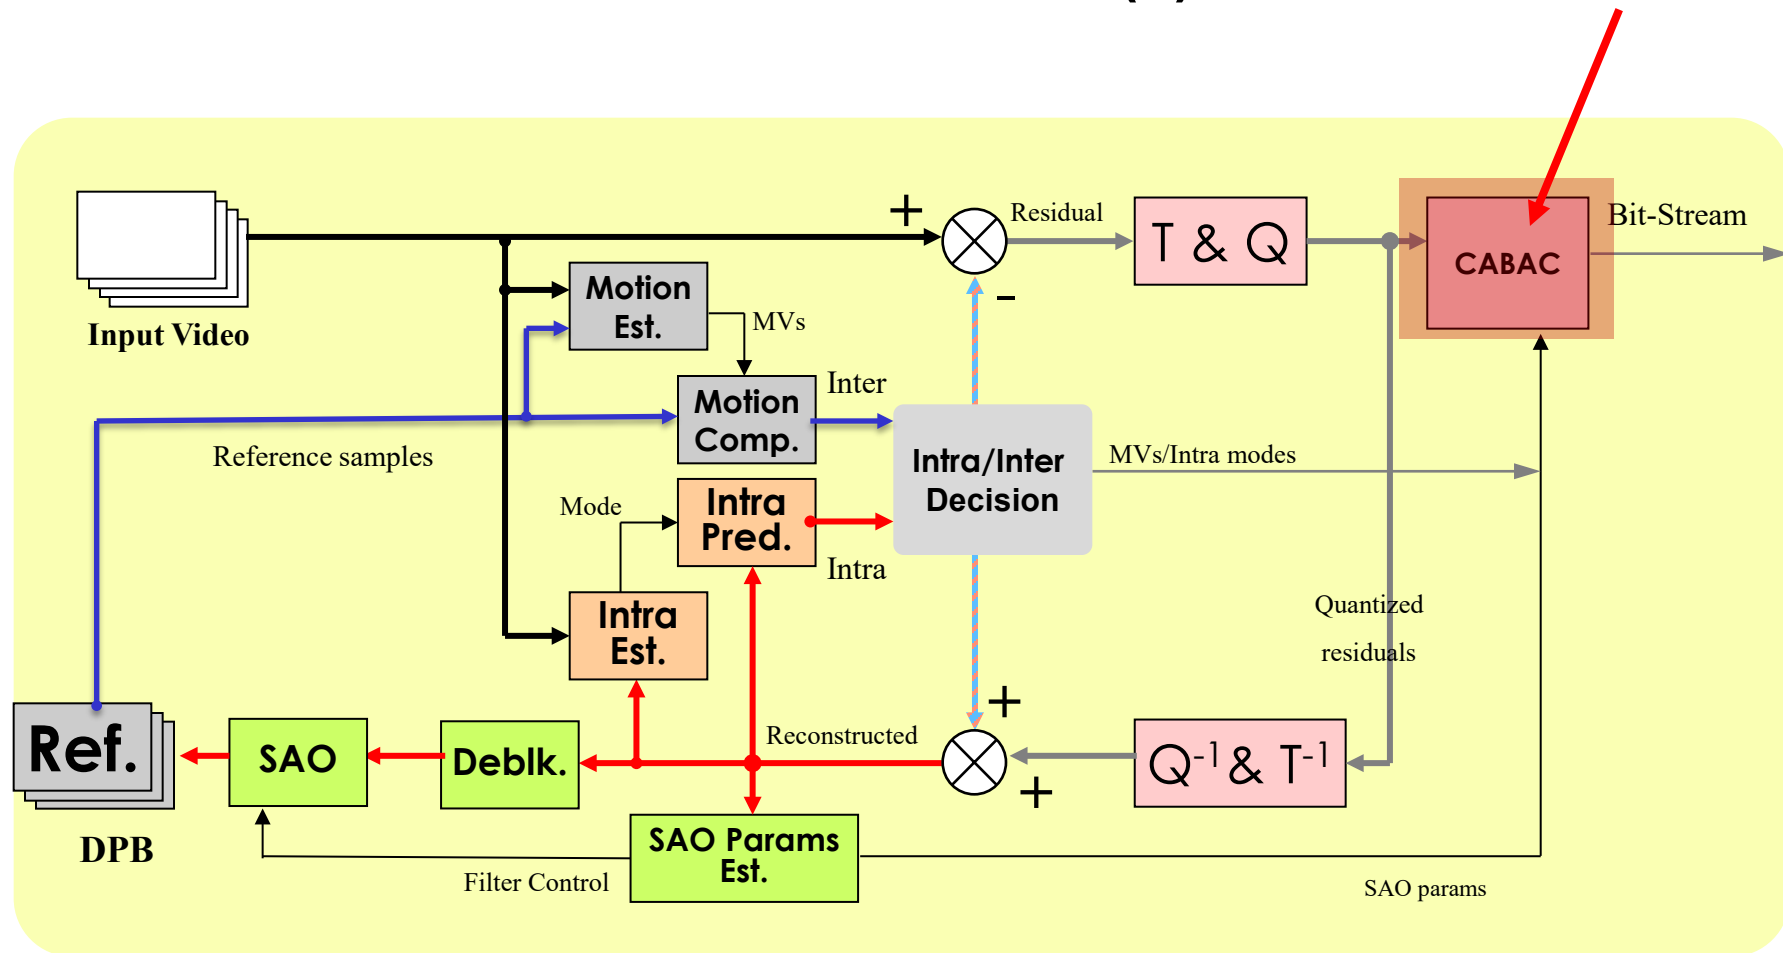 +
Residual
T & Q
CABAC
Bit-Stream
Input Video
Motion
Est.
MVs
-
Inter
Motion
Comp.
Reference samples
Intra/Inter
Decision
MVs/Intra modes
Mode
Intra
Pred.
Intra
Intra
Est.
Quantized
residuals
+
Ref.
SAO
Deblk.
Reconstructed
+
Q-1 & T-1
DPB
SAO Params
Est.
Filter Control
SAO params